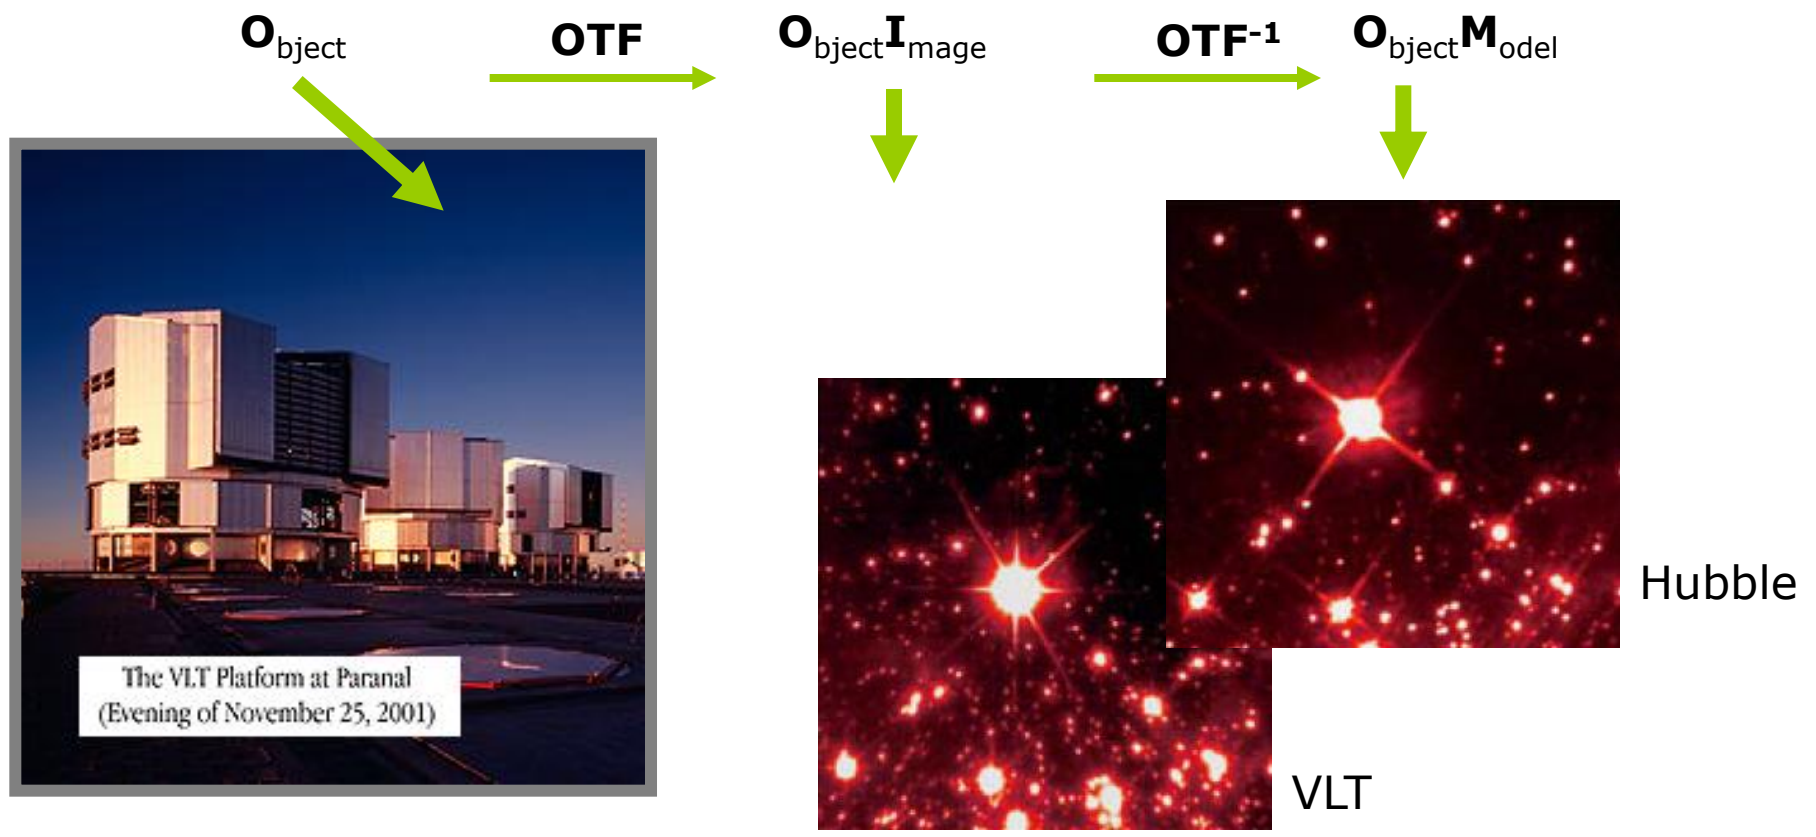 Object OTF ObjectImage OTF-1 ObjectModel
The VLT Platform at Paranal
(Evening of November 25, 2001)
Hubble
VLT